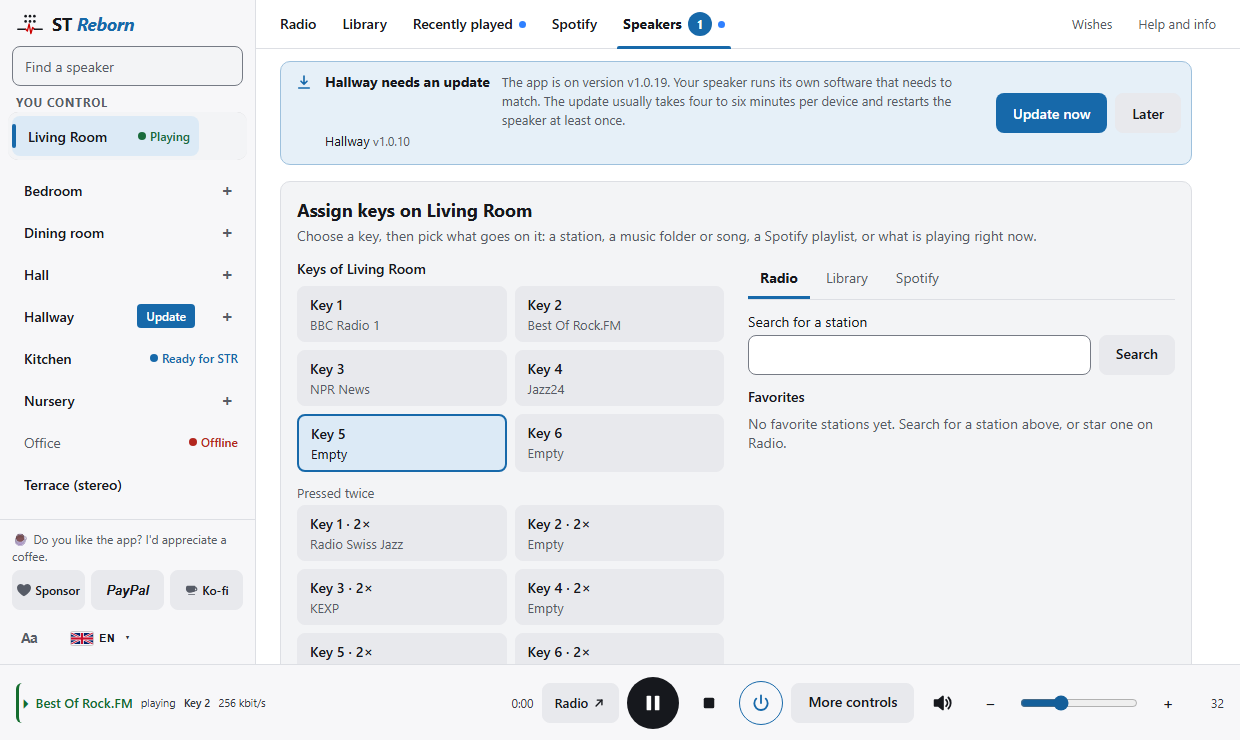 ST Reborn
Find a speaker
YOU CONTROL
Living Room Playing
Bedroom +
Dining room +
Hall +
Hallway Update +
Kitchen Ready for STR
Nursery +
Office Offline
Terrace (stereo)
Do you like the app? I'd appreciate a
coffee.
Sponsor PayPal Ko-fi
Aa EN
Radio Library Recently played Spotify Speakers 1 Wishes Help and info
Hallway needs an update
The app is on version v1.0.19. Your speaker runs its own software that needs to
match. The update usually takes four to six minutes per device and restarts the
speaker at least once.
Hallway v1.0.10
Update now Later
Assign keys on Living Room
Choose a key, then pick what goes on it: a station, a music folder or song, a Spotify playlist, or what is playing right now.
Keys of Living Room
Key 1
BBC Radio 1
Key 2
Best Of Rock.FM
Key 3
NPR News
Key 4
Jazz24
Key 5
Empty
Key 6
Empty
Pressed twice
Key 1 · 2×
Radio Swiss Jazz
Key 2 · 2×
Empty
Key 3 · 2×
KEXP
Key 4 · 2×
Empty
Key 5 · 2×
Key 6 · 2×
Radio Library Spotify
Search for a station
Search
Favorites
No favorite stations yet. Search for a station above, or star one on
Radio.
Best Of Rock.FM playing Key 2 256 kbit/s
0:00 Radio ↗ More controls − + 32